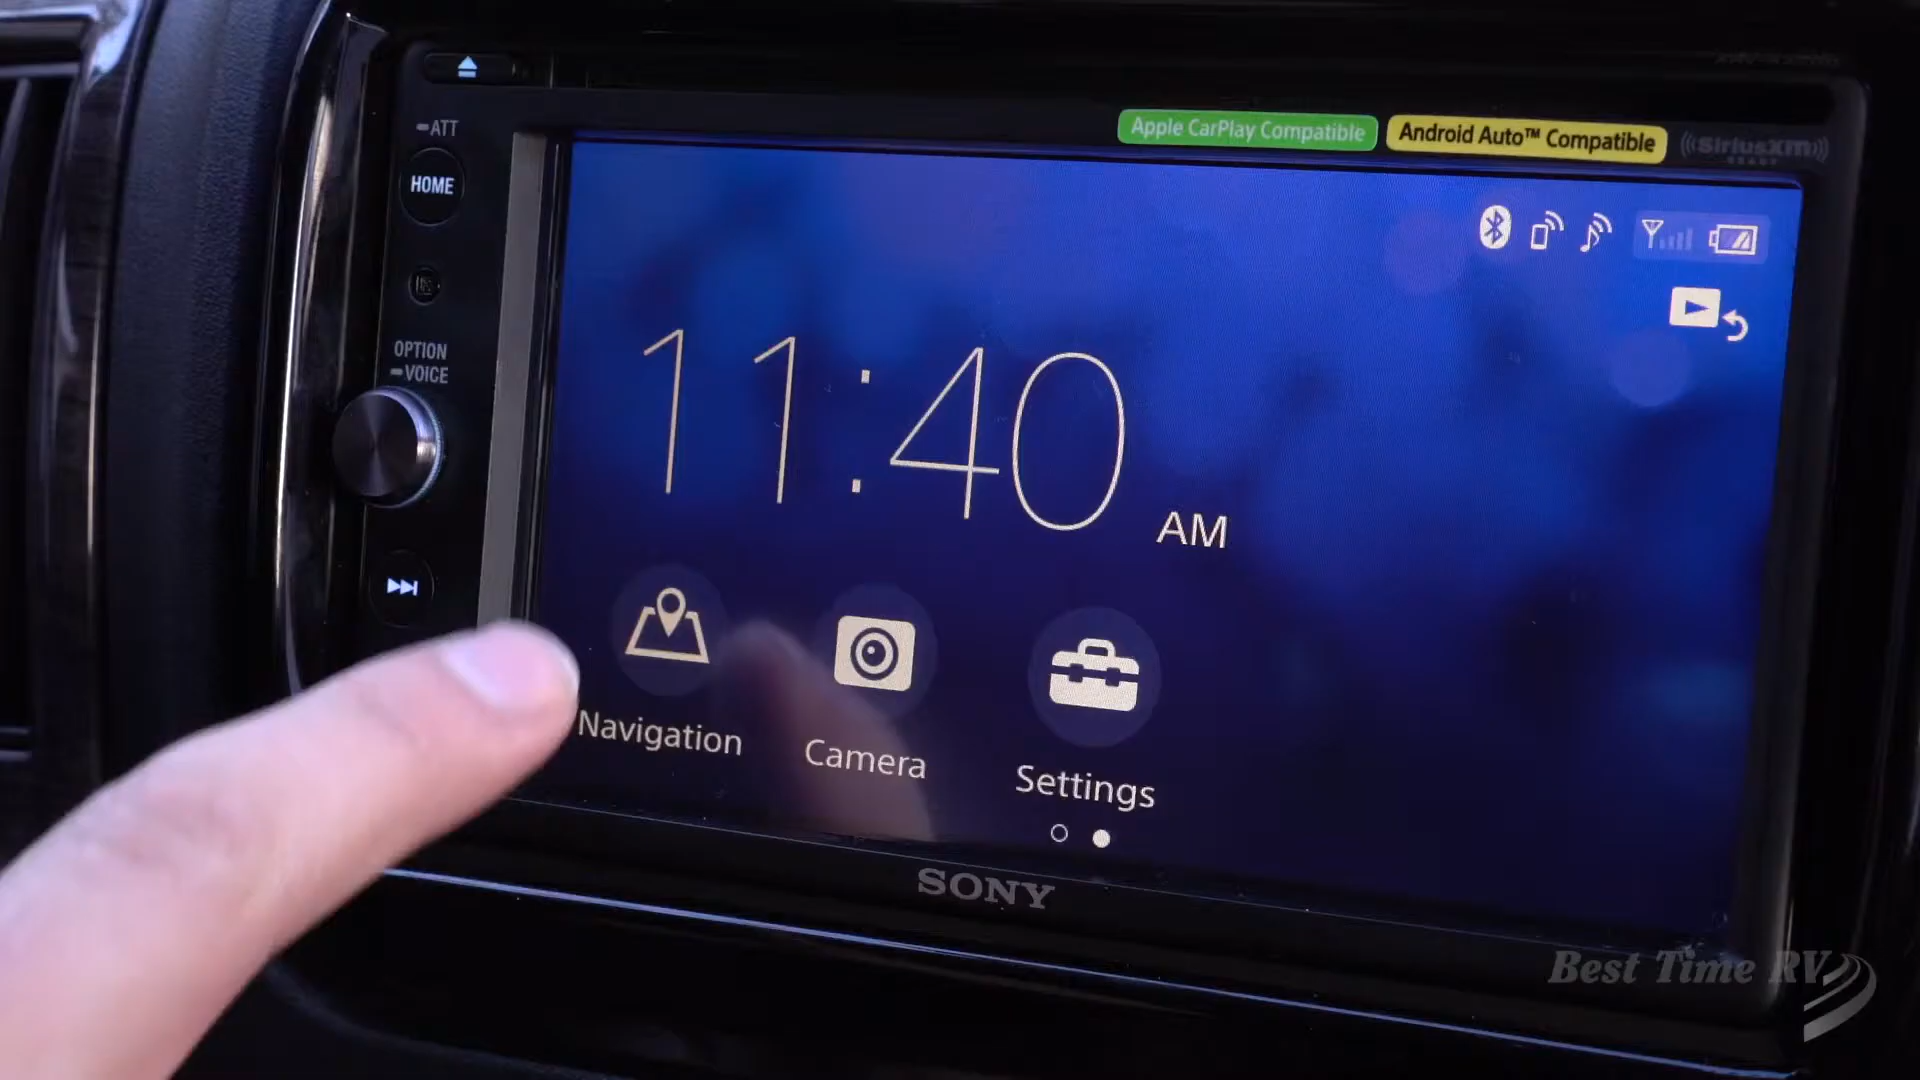 ATT
HOME
OPTION
VOICE
Apple CarPlay Compatible
Android Auto™ Compatible
SiriusXM
READY
11:40 AM
Navigation
Camera
Settings
SONY
Best Time RV